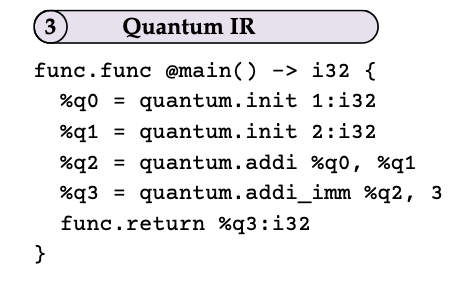 3 Quantum IR
func.func @main() -> i32 {
  %q0 = quantum.init 1:i32
  %q1 = quantum.init 2:i32
  %q2 = quantum.addi %q0, %q1
  %q3 = quantum.addi_imm %q2, 3
  func.return %q3:i32
}